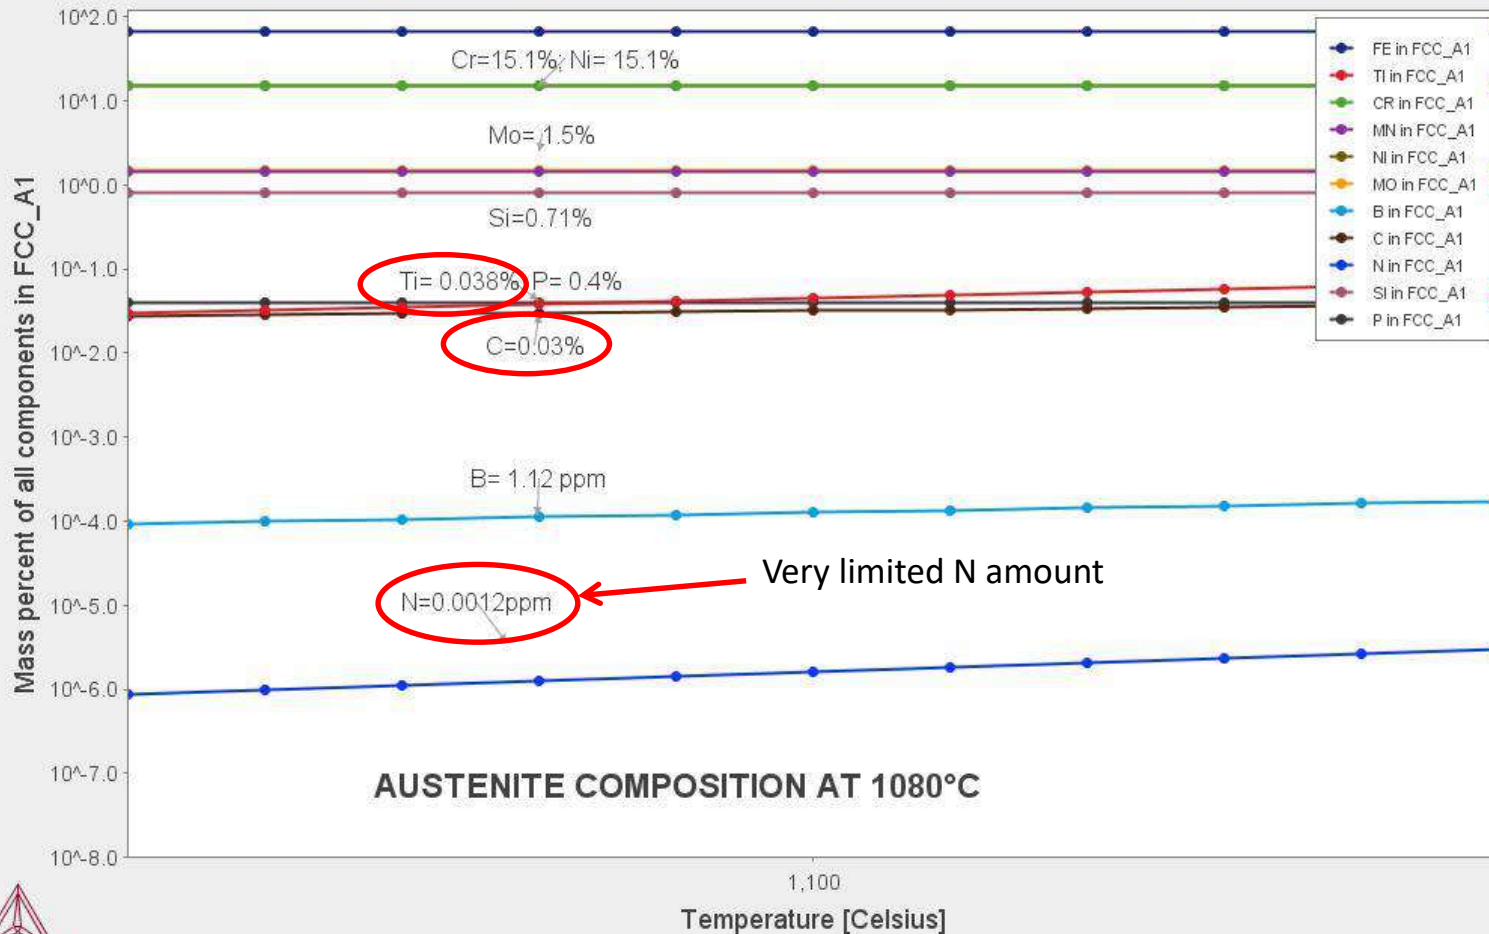 10^2.0
10^1.0
10^0.0
10^-1.0
10^-2.0
10^-3.0
10^-4.0
10^-5.0
10^-6.0
10^-7.0
10^-8.0
Mass percent of all components in FCC_A1
Cr=15.1%; Ni= 15.1%
Mo= 1.5%
Si=0.71%
Ti= 0.038% P= 0.4%
C=0.03%
B= 1.12 ppm
Very limited N amount
N=0.0012ppm
AUSTENITE COMPOSITION AT 1080°C
FE in FCC_A1
TI in FCC_A1
CR in FCC_A1
MN in FCC_A1
NI in FCC_A1
MO in FCC_A1
B in FCC_A1
C in FCC_A1
N in FCC_A1
SI in FCC_A1
P in FCC_A1
1,100
Temperature [Celsius]